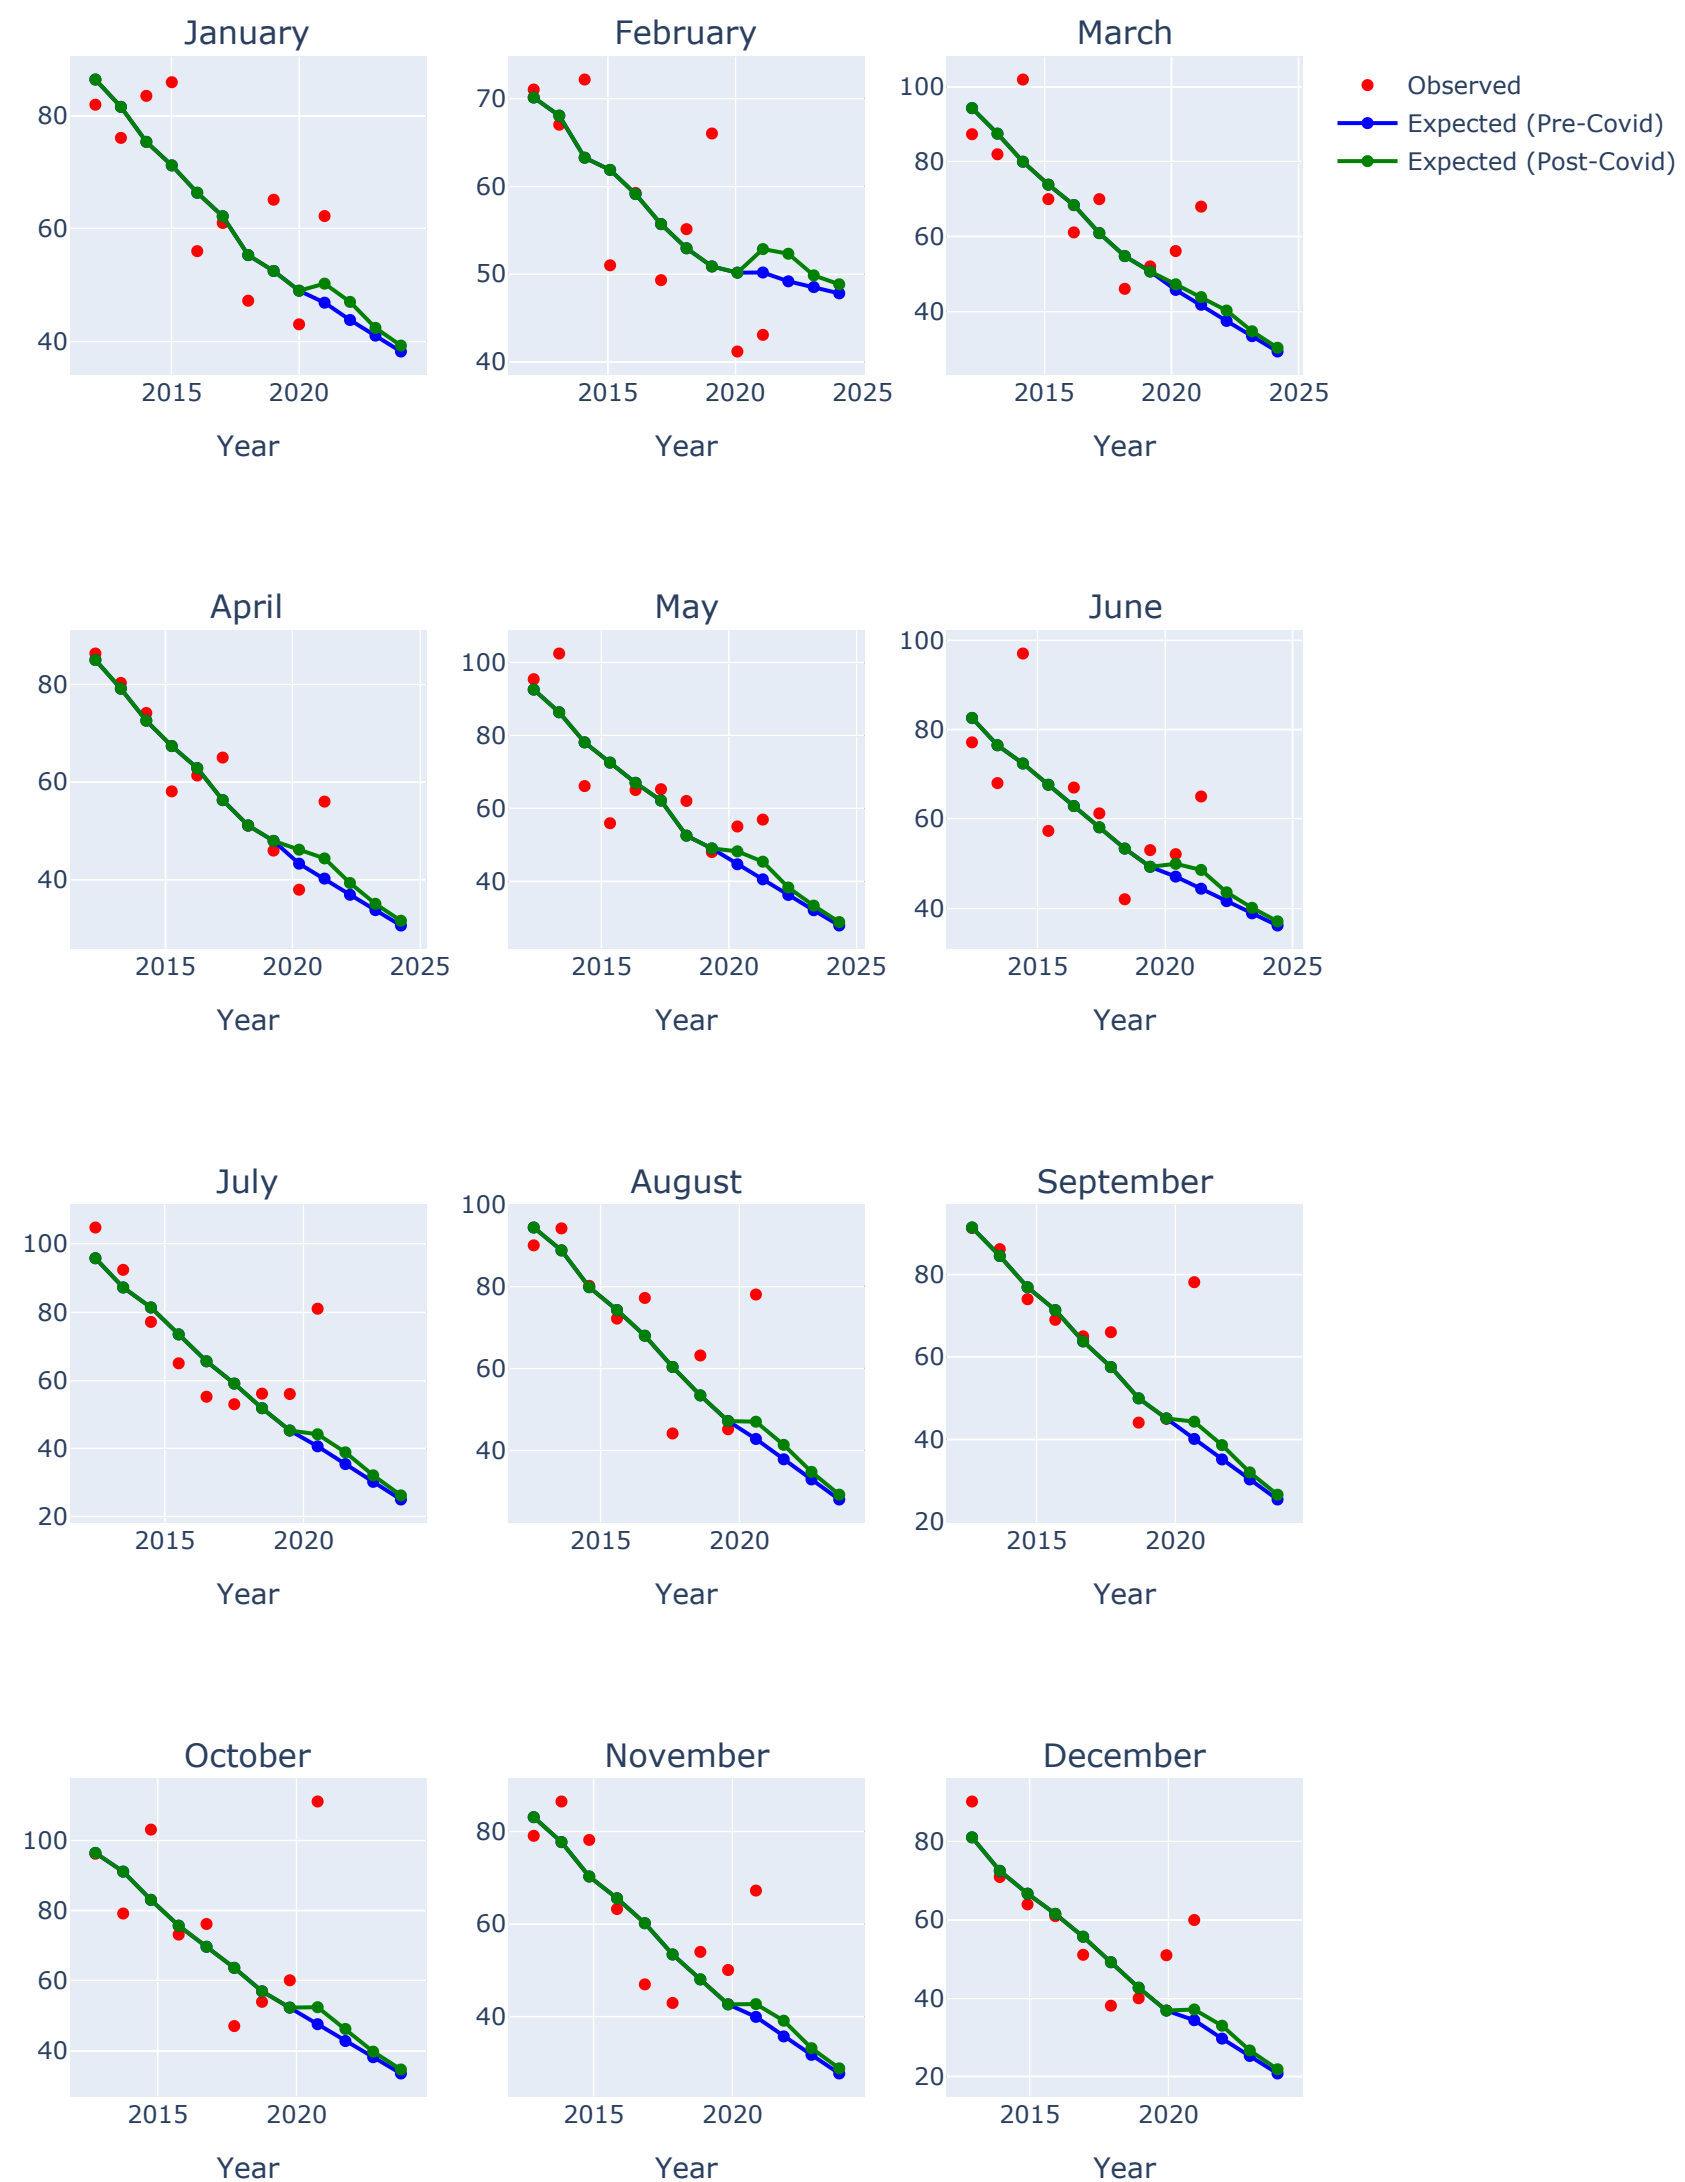 January February March
Observed
Expected (Pre-Covid)
Expected (Post-Covid)
80 70 100
60 60 80
50 60
40 40 40
2015 2020 2015 2020 2025 2015 2020 2025
Year Year Year
April May June
80 100 100
80 80
60 60 60
40 40 40
2015 2020 2025 2015 2020 2025 2015 2020 2025
Year Year Year
July August September
100 100 80
80 80
60 60 60
40 40 40
20 20
2015 2020 2015 2020 2015 2020
Year Year Year
October November December
100 80 80
80 60 60
60 40 40
40 20
2015 2020 2015 2020 2015 2020
Year Year Year